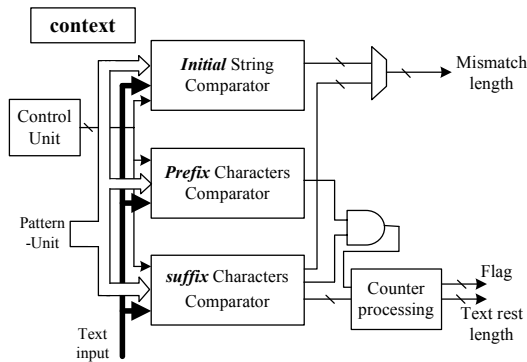 context
Initial String
Comparator
Mismatch
length
Control
Unit
Prefix Characters
Comparator
Pattern
-Unit
suffix Characters
Comparator
Counter
processing
Flag
Text rest
length
Text
input